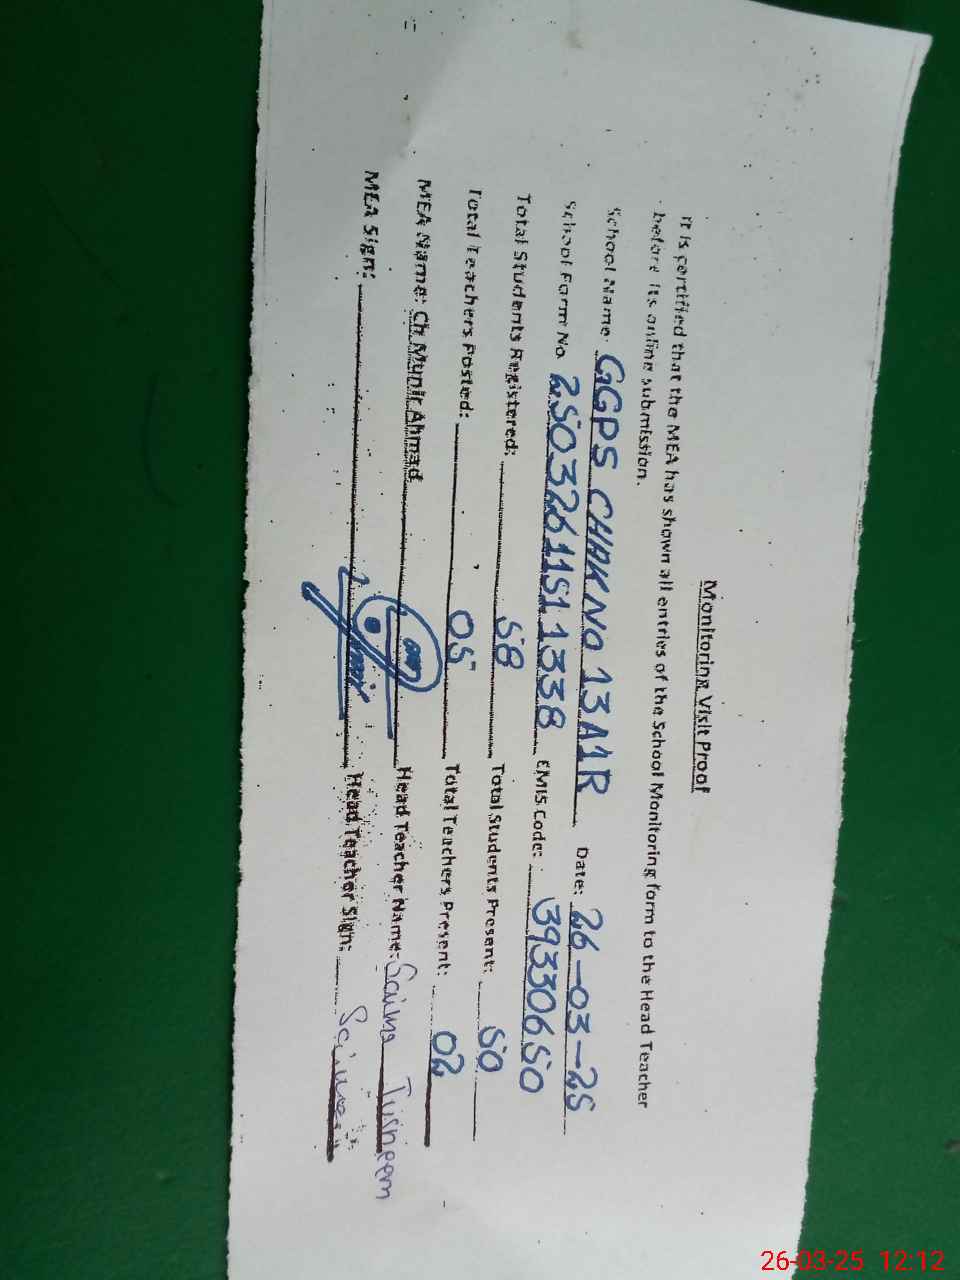 Monitoring Visit Proof
It is certified that the MEA has shown all entries of the School Monitoring form to the Head Teacher
before its online submission.
School Name: GGPS CHAK NO 13A1R Date: 26-03-25
School Form No. 2503261151 1338 EMIS Code: 39330650
Total Students Registered: 58 Total Students Present: 50
Total Teachers Posted: 05 Total Teachers Present: 02
MEA Name: Ch Munir Ahmad Head Teacher Name: Saima Tusneem
MEA Sign: Head Teacher Sign:
26-03-25 12:12